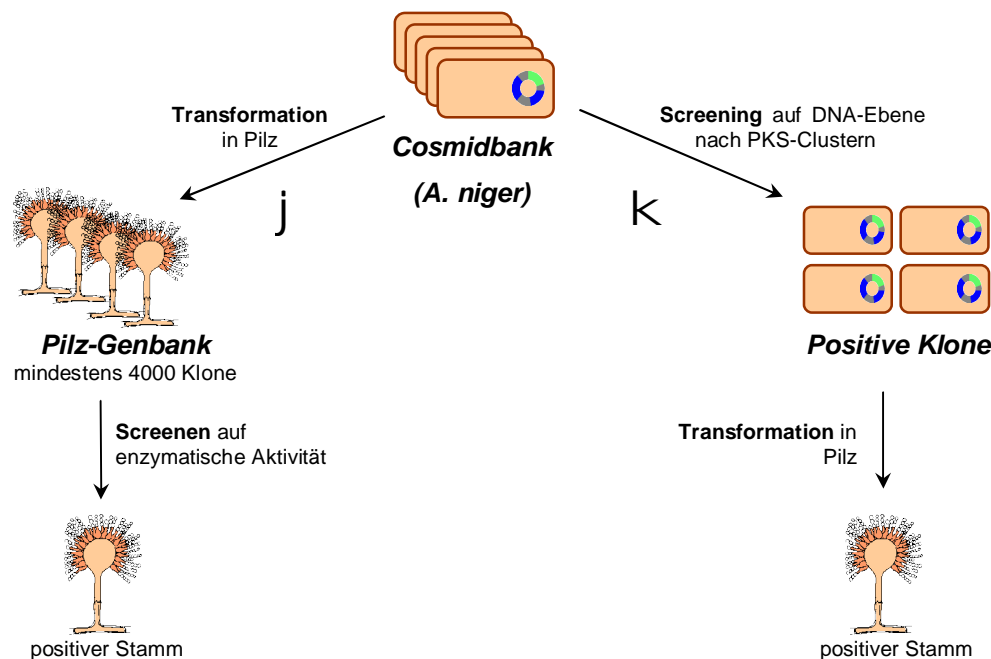 Transformation
in Pilz
Cosmidbank
(A. niger)
Screening auf DNA-Ebene
nach PKS-Clustern
j
k
Pilz-Genbank
mindestens 4000 Klone
Positive Klone
Screenen auf
enzymatische Aktivität
Transformation in
Pilz
positiver Stamm
positiver Stamm